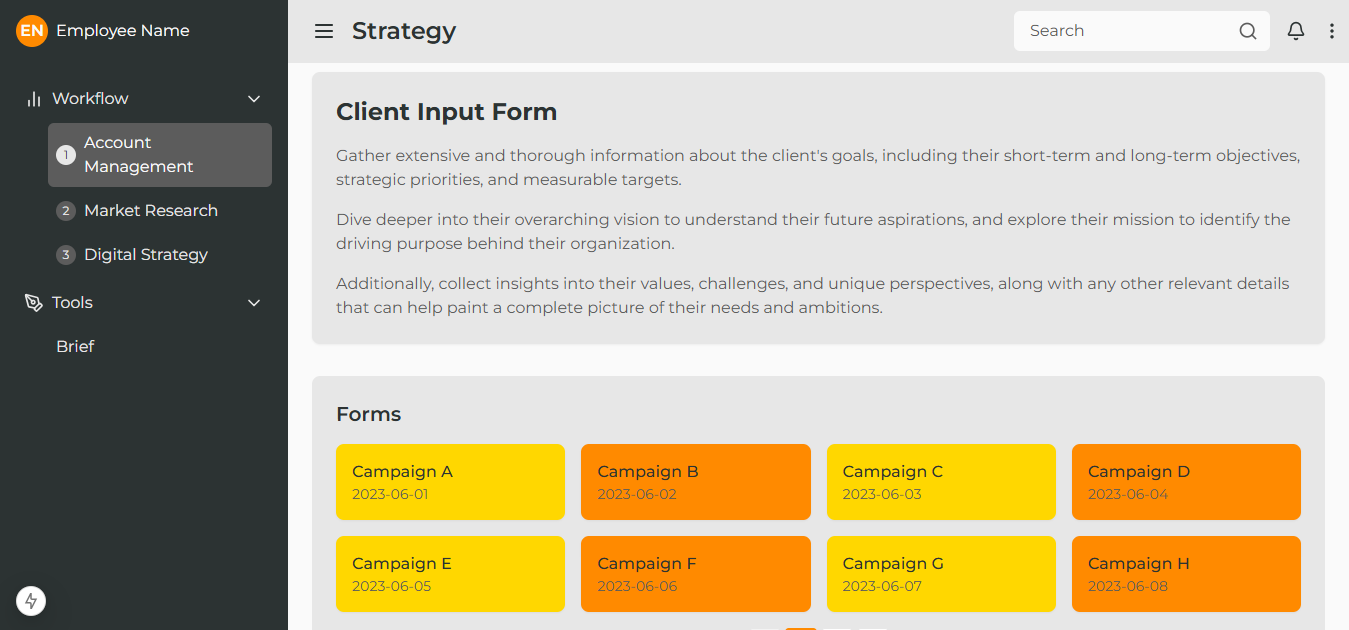 EN Employee Name
Workflow
1 Account
Management
2 Market Research
3 Digital Strategy
Tools
Brief
Strategy
Search
Client Input Form
Gather extensive and thorough information about the client's goals, including their short-term and long-term objectives,
strategic priorities, and measurable targets.
Dive deeper into their overarching vision to understand their future aspirations, and explore their mission to identify the
driving purpose behind their organization.
Additionally, collect insights into their values, challenges, and unique perspectives, along with any other relevant details
that can help paint a complete picture of their needs and ambitions.
Forms
Campaign A
2023-06-01
Campaign B
2023-06-02
Campaign C
2023-06-03
Campaign D
2023-06-04
Campaign E
2023-06-05
Campaign F
2023-06-06
Campaign G
2023-06-07
Campaign H
2023-06-08